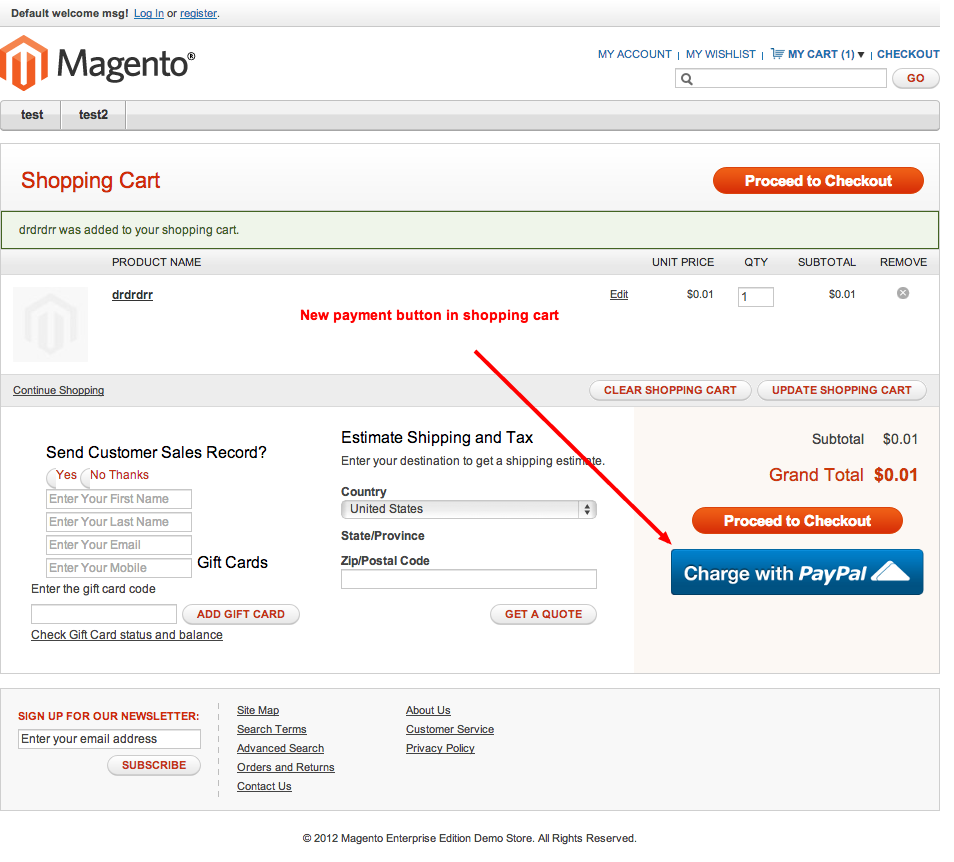 Default welcome msg! Log In or register.
Magento®
MY ACCOUNT | MY WISHLIST | MY CART (1) | CHECKOUT
GO
test test2
Shopping Cart
Proceed to Checkout
drdrdrr was added to your shopping cart.
PRODUCT NAME UNIT PRICE QTY SUBTOTAL REMOVE
drdrdrr Edit $0.01 1 $0.01
New payment button in shopping cart
Continue Shopping CLEAR SHOPPING CART UPDATE SHOPPING CART
Send Customer Sales Record?
Yes No Thanks
Enter Your First Name
Enter Your Last Name
Enter Your Email
Enter Your Mobile
Gift Cards
Enter the gift card code
ADD GIFT CARD
Check Gift Card status and balance
Estimate Shipping and Tax
Enter your destination to get a shipping estimate.
Country
United States
State/Province
Zip/Postal Code
GET A QUOTE
Subtotal $0.01
Grand Total $0.01
Proceed to Checkout
Charge with PayPal
SIGN UP FOR OUR NEWSLETTER:
Enter your email address
SUBSCRIBE
Site Map
Search Terms
Advanced Search
Orders and Returns
Contact Us
About Us
Customer Service
Privacy Policy
© 2012 Magento Enterprise Edition Demo Store. All Rights Reserved.